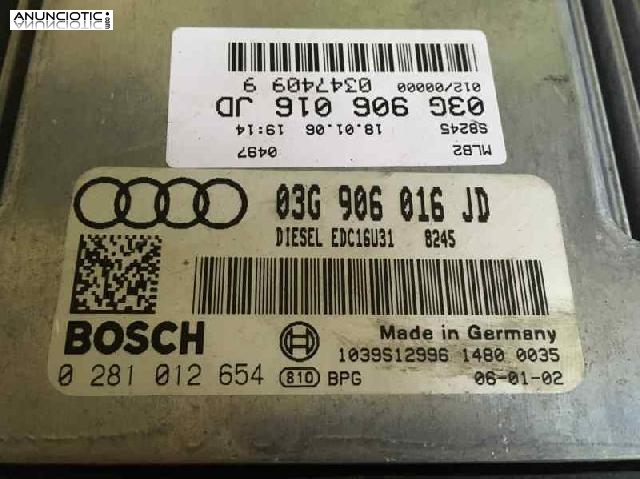 ANUNCIOTIC.com
0347409 9
012/00000
03G 906 016 JD
18.01.06 19:14
S8245
0497
MLB2
03G 906 016 JD
DIESEL EDC16U31 8245
BOSCH
Made in Germany
1039S12996 1480 0035
0 281 012 654
810
BPG
06-01-02